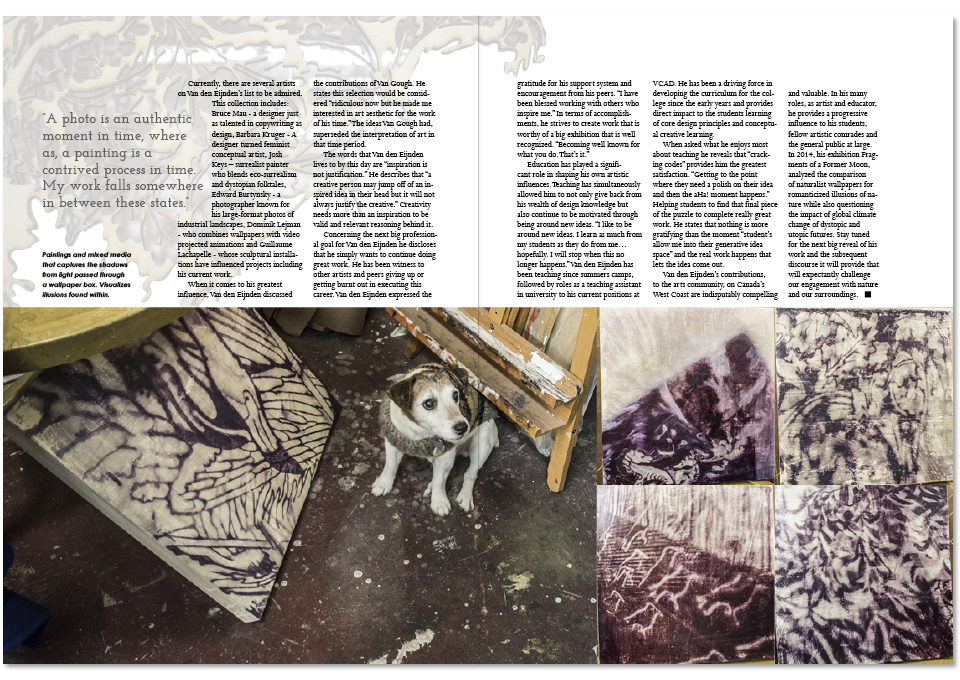 "A photo is an authentic
moment in time, where
as, a painting is a
contrived process in time.
My work falls somewhere
in between these states."
Paintings and mixed media
that captures the shadows
from light passed through
a wallpaper box. Visualizes
illusions found within.
Currently, there are several artists
on Van den Eijnden's list to be admired.
This collection includes:
Bruce Mau - a designer just
as talented in copywriting as
design, Barbara Kruger - A
designer turned feminist
conceptual artist, Josh
Keys – surrealist painter
who blends eco-surrealism
and dystopian folktales,
Edward Burtynsky - a
photographer known for
his large-format photos of
industrial landscapes, Dominik Lejman
- who combines wallpapers with video
projected animations and Guillaume
Lachapelle - whose sculptural installa-
tions have influenced projects including
his current work.
When it comes to his greatest
influence, Van den Eijnden discussed
the contributions of Van Gough. He
states this selection would be consid-
ered "ridiculous now but he made me
interested in art aesthetic for the work
of his time." The ideas Van Gough had,
superseded the interpretation of art in
that time period.
The words that Van den Eijnden
lives to by this day are "inspiration is
not justification." He describes that "a
creative person may jump off of an in-
spired idea in their head but it will not
always justify the creative." Creativity
needs more than an inspiration to be
valid and relevant reasoning behind it.
Concerning the next big profession-
al goal for Van den Eijnden he discloses
that he simply wants to continue doing
great work. He has been witness to
other artists and peers giving up or
getting burnt out in executing this
career. Van den Eijnden expressed the
gratitude for his support system and
encouragement from his peers. "I have
been blessed working with others who
inspire me." In terms of accomplish-
ments, he strives to create work that is
worthy of a big exhibition that is well
recognized. "Becoming well known for
what you do. That's it."
Education has played a signifi-
cant role in shaping his own artistic
influences. Teaching has simultaneously
allowed him to not only give back from
his wealth of design knowledge but
also continue to be motivated through
being around new ideas. "I like to be
around new ideas. I learn as much from
my students as they do from me…
hopefully. I will stop when this no
longer happens." Van den Eijnden has
been teaching since summers camps,
followed by roles as a teaching assistant
in university to his current positions at
VCAD. He has been a driving force in
developing the curriculum for the col-
lege since the early years and provides
direct impact to the students learning
of core design principles and conceptu-
al creative learning.
When asked what he enjoys most
about teaching he reveals that "crack-
ing codes" provides him the greatest
satisfaction. "Getting to the point
where they need a polish on their idea
and then the aHa! moment happens."
Helping students to find that final piece
of the puzzle to complete really great
work. He states that nothing is more
gratifying than the moment "student's
allow me into their generative idea
space" and the real work happens that
lets the idea come out.
Van den Eijnden's contributions,
to the arts community, on Canada's
West Coast are indisputably compelling
and valuable. In his many
roles, as artist and educator,
he provides a progressive
influence to his students,
fellow artistic comrades and
the general public at large.
In 2014, his exhibition Frag-
ments of a Former Moon,
analyzed the comparison
of naturalist wallpapers for
romanticized illusions of na-
ture while also questioning
the impact of global climate
change of dystopic and
utopic futures. Stay tuned
for the next big reveal of his
work and the subsequent
discourse it will provide that
will expectantly challenge
our engagement with nature
and our surroundings.